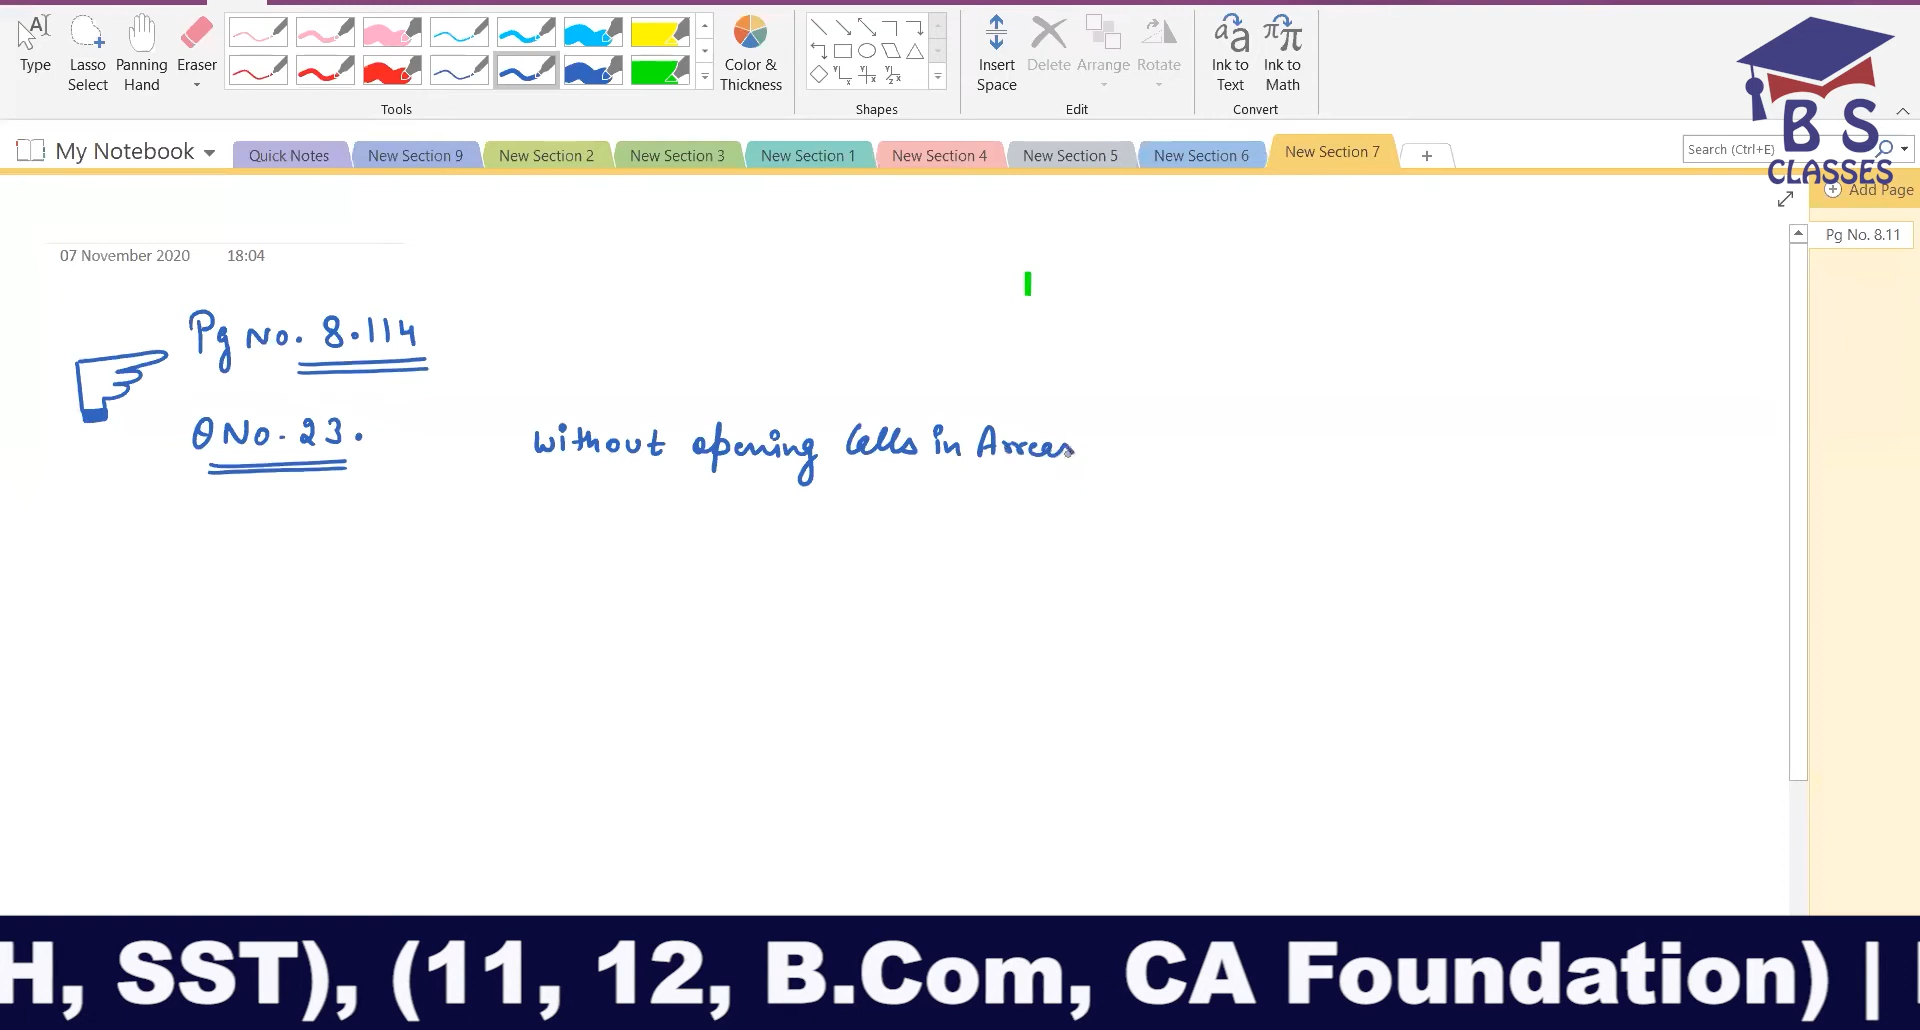 Type
Lasso Select
Panning Hand
Eraser
Color & Thickness
Insert Space
Delete
Arrange
Rotate
Ink to Text
Ink to Math
Tools
Shapes
Edit
Convert
B S
CLASSES
My Notebook
Quick Notes
New Section 9
New Section 2
New Section 3
New Section 1
New Section 4
New Section 5
New Section 6
New Section 7
Search (Ctrl+E)
Add Page
Pg No. 8.11
07 November 2020 18:04
Pg No. 8.114
Q No. 23.
without opening Calls in Arrear
H, SST), (11, 12, B.Com, CA Foundation) |